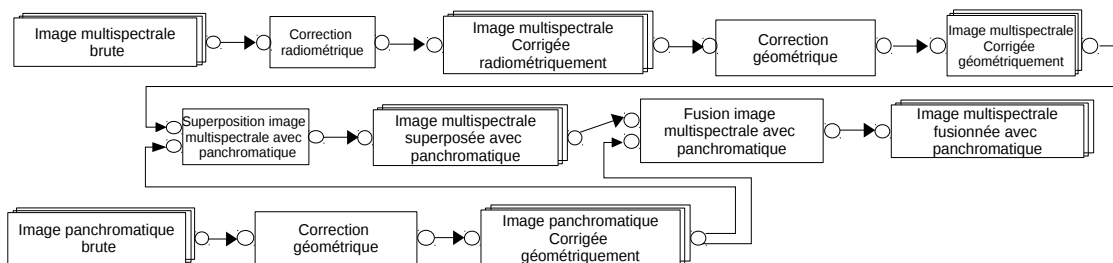 Image multispectrale
brute
Correction
radiométrique
Image multispectrale
Corrigée
radiométriquement
Correction
géométrique
Image multispectrale
Corrigée
géométriquement
Superposition image
multispectrale avec
panchromatique
Image multispectrale
superposée avec
panchromatique
Fusion image
multispectrale avec
panchromatique
Image multispectrale
fusionnée avec
panchromatique
Image panchromatique
brute
Correction
géométrique
Image panchromatique
Corrigée
géométriquement